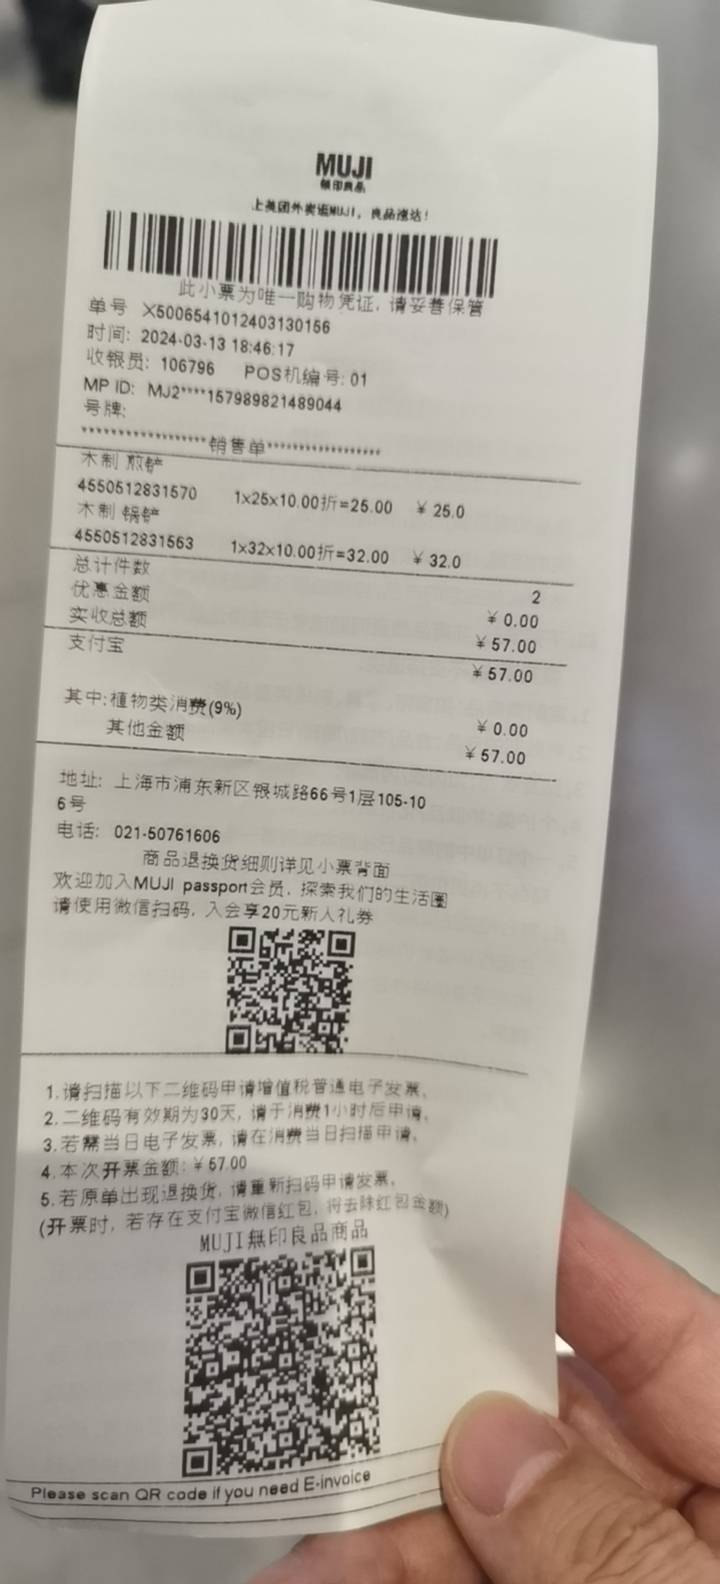 MUJI
無印良品
上美团外卖逛MUJI，良品速达！
此小票为唯一购物凭证，请妥善保管
单号 X5006541012403130156
时间: 2024-03-13 18:46:17
收银员: 106796 POS机编号: 01
MP ID: MJ2****157989821489044
号牌:
******************销售单******************
木制 煎铲
4550512831570 1x25x10.00折=25.00 ￥25.0
木制 锅铲
4550512831563 1x32x10.00折=32.00 ￥32.0
总计件数 2
优惠金额 ￥0.00
实收总额 ￥57.00
支付宝 ￥57.00
其中:植物类消费(9%) ￥0.00
其他金额 ￥57.00
地址: 上海市浦东新区银城路66号1层105-10
6号
电话: 021-50761606
商品退换货细则详见小票背面
欢迎加入MUJI passport会员，探索我们的生活圈
请使用微信扫码，入会享20元新人礼券
1.请扫描以下二维码申请增值税普通电子发票。
2.二维码有效期为30天，请于消费1小时后申请。
3.若需当日电子发票，请在消费当日扫描申请。
4.本次开票金额:￥57.00
5.若原单出现退换货，请重新扫码申请发票。
(开票时，若存在支付宝微信红包，将去除红包金额)
MUJI無印良品商品
Please scan QR code if you need E-invoice